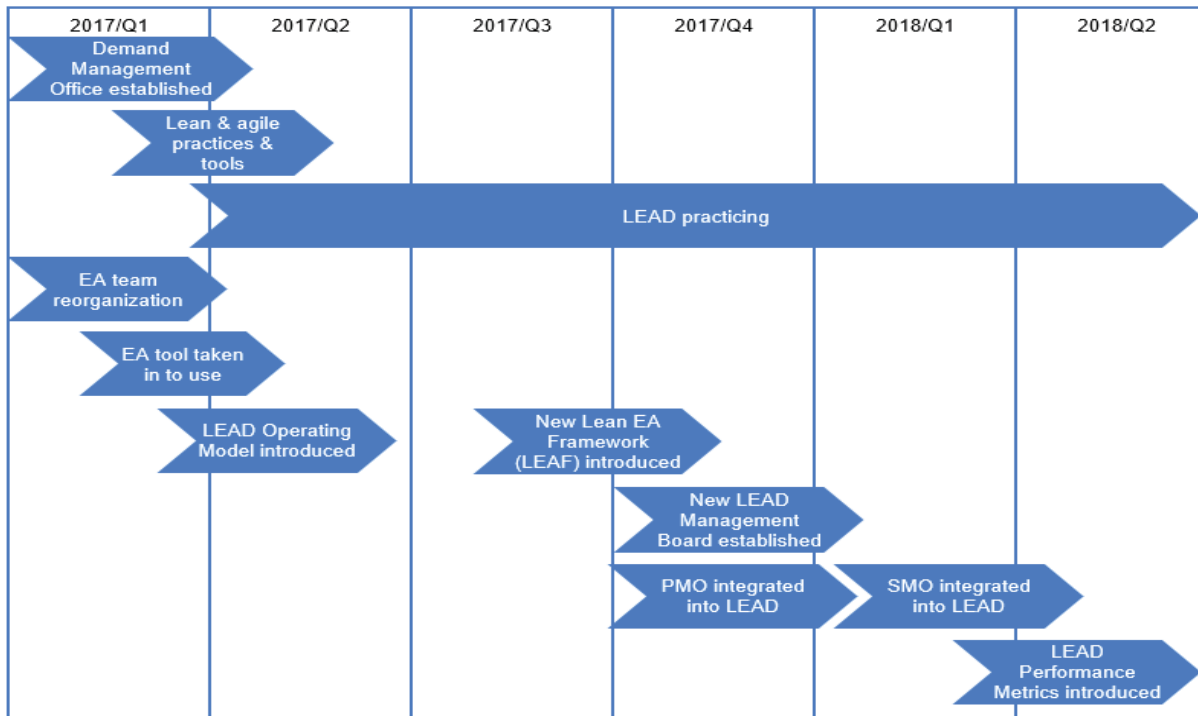 2017/Q1 2017/Q2 2017/Q3 2017/Q4 2018/Q1 2018/Q2
Demand
Management
Office established
Lean & agile
practices &
tools
LEAD practicing
EA team
reorganization
EA tool taken
in to use
LEAD Operating
Model introduced
New Lean EA
Framework
(LEAF) introduced
New LEAD
Management
Board established
PMO integrated
into LEAD
SMO integrated
into LEAD
LEAD
Performance
Metrics introduced